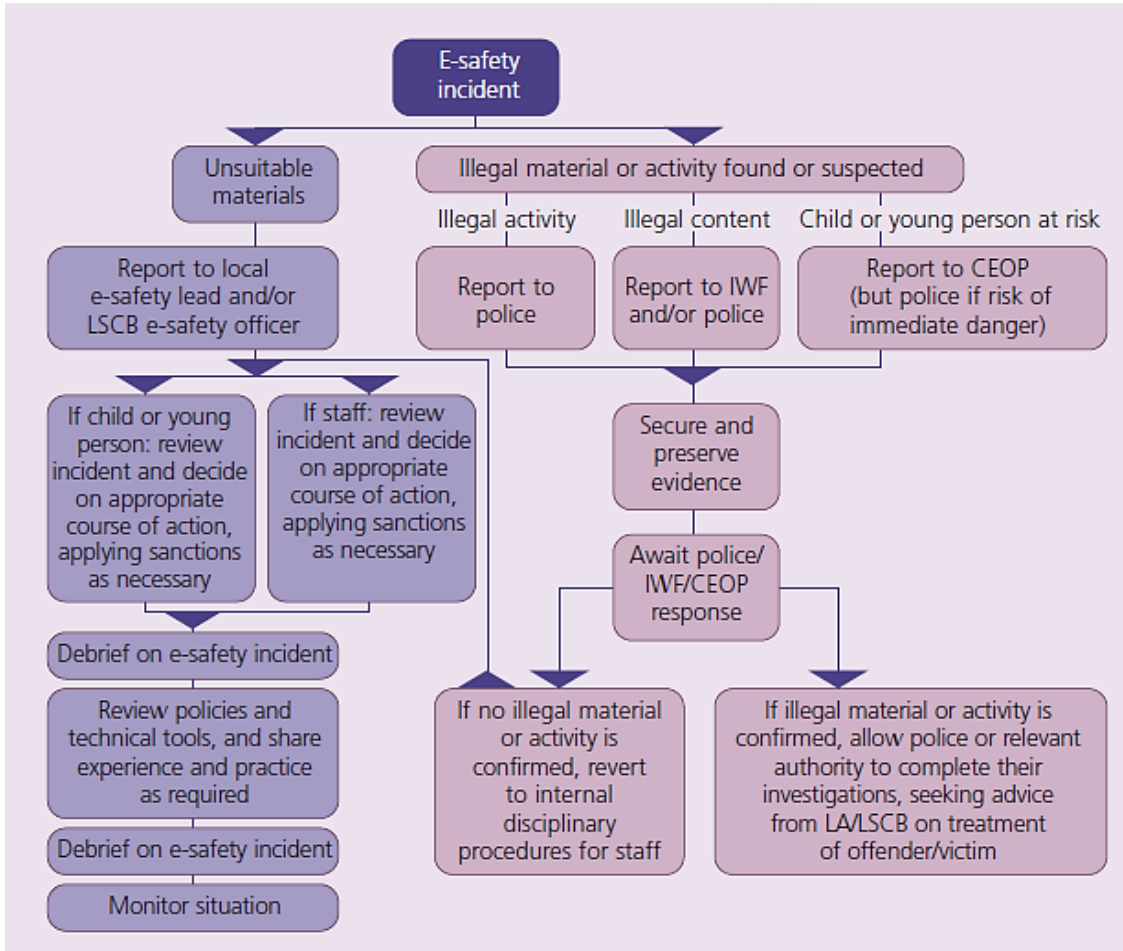 E-safety
incident
Unsuitable
materials
Illegal material or activity found or suspected
Illegal activity
Illegal content
Child or young person at risk
Report to local
e-safety lead and/or
LSCB e-safety officer
Report to
police
Report to IWF
and/or police
Report to CEOP
(but police if risk of
immediate danger)
If child or young
person: review
incident and decide
on appropriate
course of action,
applying sanctions
as necessary
If staff: review
incident and decide
on appropriate
course of action,
applying sanctions
as necessary
Secure and
preserve
evidence
Await police/
IWF/CEOP
response
Debrief on e-safety incident
Review policies and
technical tools, and share
experience and practice
as required
Debrief on e-safety incident
Monitor situation
If no illegal material
or activity is
confirmed, revert
to internal
disciplinary
procedures for staff
If illegal material or activity is
confirmed, allow police or relevant
authority to complete their
investigations, seeking advice
from LA/LSCB on treatment
of offender/victim